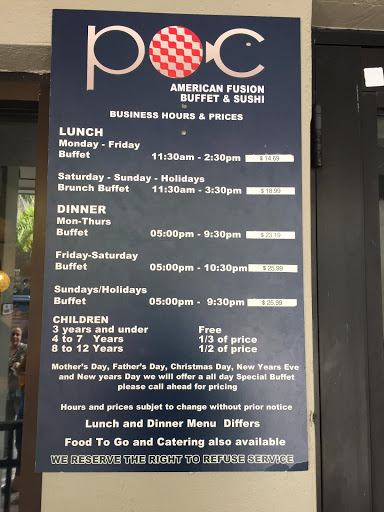 poc
AMERICAN FUSION
BUFFET & SUSHI
BUSINESS HOURS & PRICES
LUNCH
Monday - Friday
Buffet 11:30am - 2:30pm $ 14.69
Saturday - Sunday - Holidays
Brunch Buffet 11:30am - 3:30pm $ 18.99
DINNER
Mon-Thurs
Buffet 05:00pm - 9:30pm $ 23.19
Friday-Saturday
Buffet 05:00pm - 10:30pm $ 25.99
Sundays/Holidays
Buffet 05:00pm - 9:30pm $ 25.99
CHILDREN
3 years and under Free
4 to 7 Years 1/3 of price
8 to 12 Years 1/2 of price
Mother's Day, Father's Day, Christmas Day, New Years Eve
and New years Day we will offer a all day Special Buffet
please call ahead for pricing
Hours and prices subjet to change without prior notice
Lunch and Dinner Menu Differs
Food To Go and Catering also available
WE RESERVE THE RIGHT TO REFUSE SERVICE